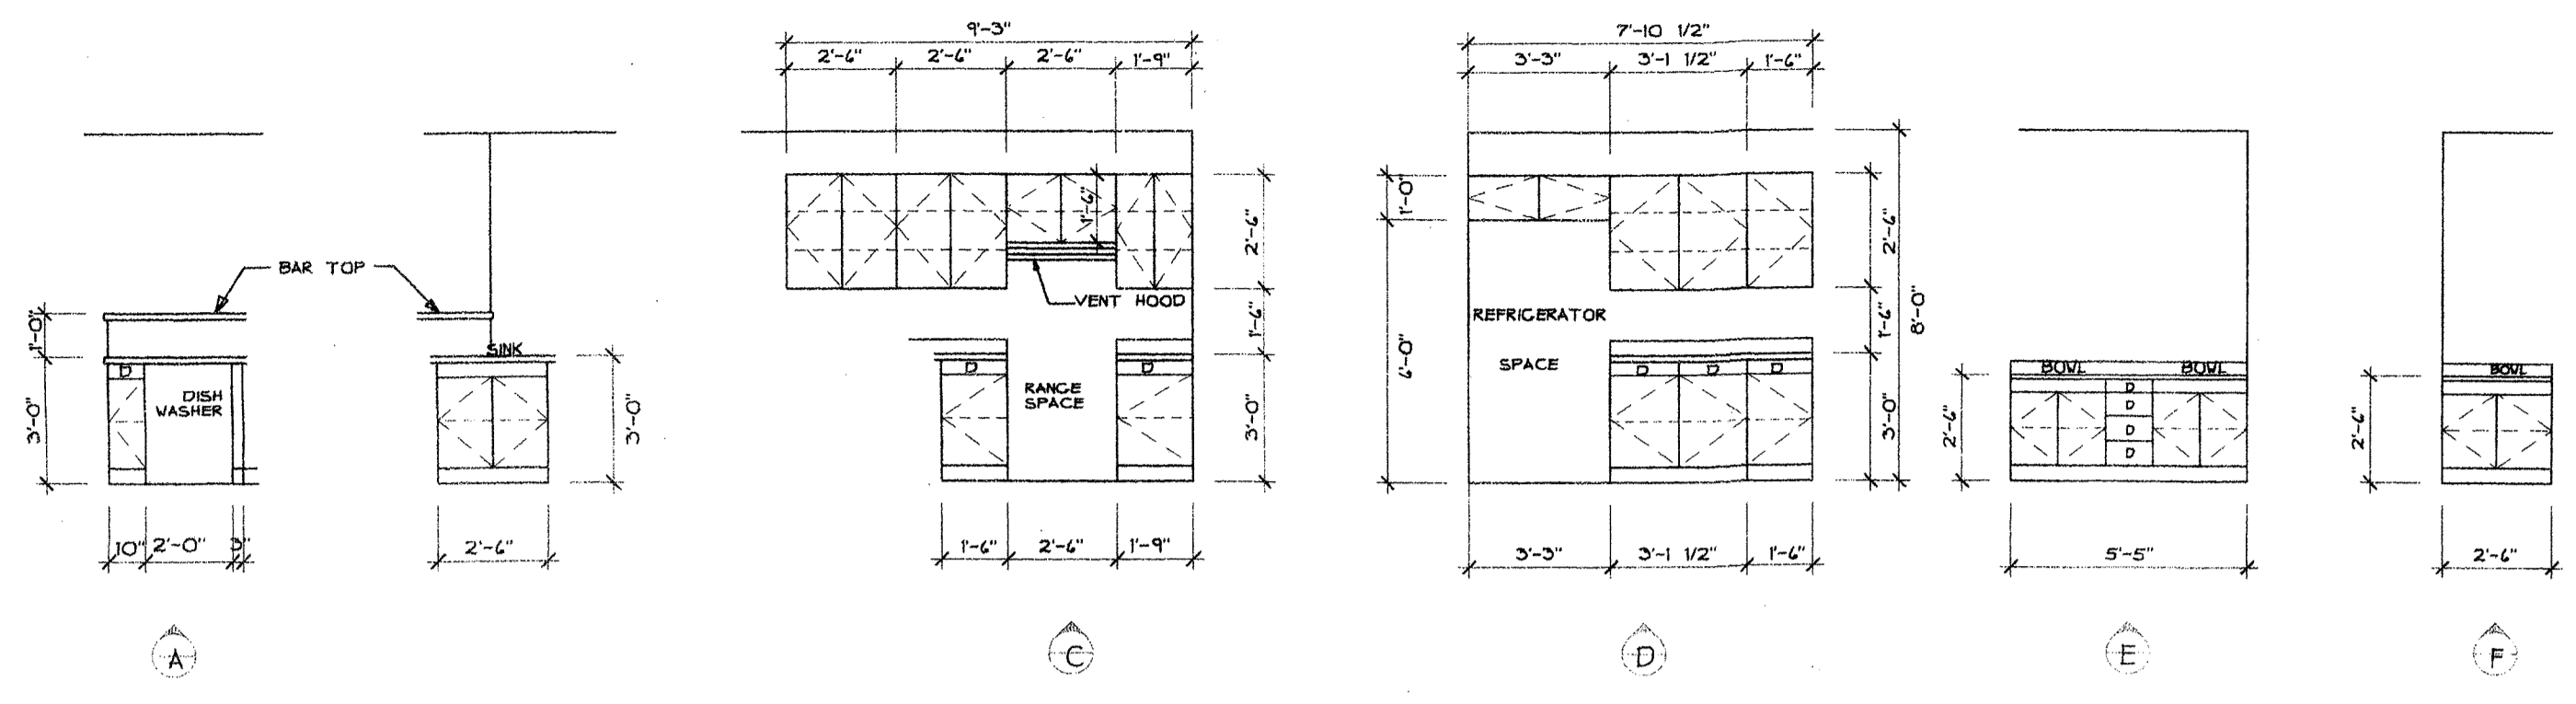 BAR TOP
1'-0"
3'-0"
D
DISH
WASHER
10"
2'-0"
3"
A
SINK
3'-0"
2'-6"
9'-3"
2'-6"
2'-6"
2'-6"
1'-9"
1'-6"
VENT HOOD
2'-6"
1'-6"
3'-0"
D
D
RANGE
SPACE
1'-6"
2'-6"
1'-9"
C
7'-10 1/2"
3'-3"
3'-1 1/2"
1'-6"
1'-0"
6'-0"
REFRIGERATOR
SPACE
D
D
D
2'-6"
1'-6"
3'-0"
8'-0"
3'-3"
3'-1 1/2"
1'-6"
D
BOWL
BOWL
D
D
D
D
2'-6"
5'-5"
E
BOWL
2'-6"
2'-6"
F